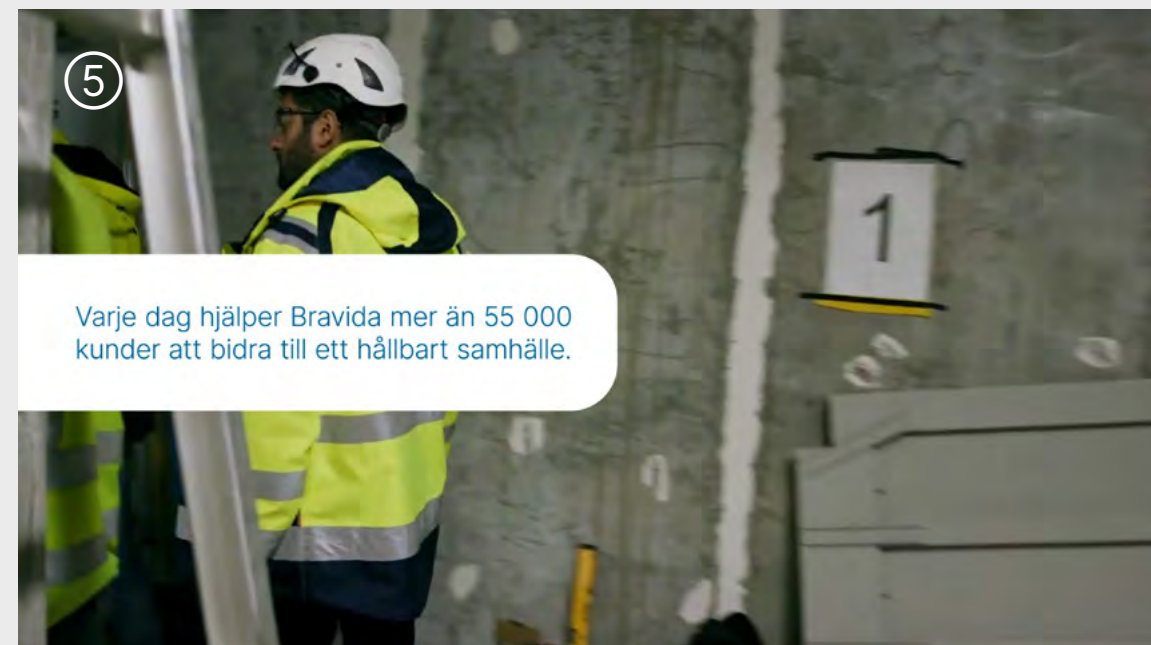 ⑤
Varje dag hjälper Bravida mer än 55 000
kunder att bidra till ett hållbart samhälle.
1